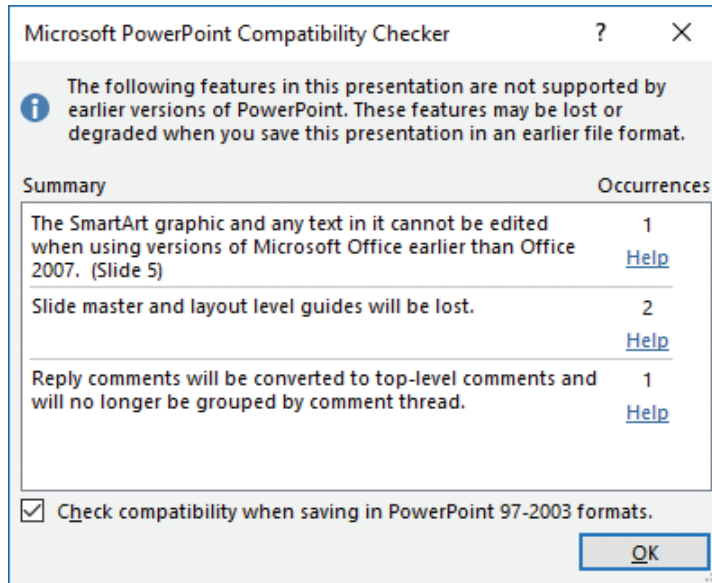 Microsoft PowerPoint Compatibility Checker ?
The following features in this presentation are not supported by
earlier versions of PowerPoint. These features may be lost or
degraded when you save this presentation in an earlier file format.
Summary Occurrences
The SmartArt graphic and any text in it cannot be edited 1
when using versions of Microsoft Office earlier than Office
2007. (Slide 5) Help
Slide master and layout level guides will be lost. 2
Help
Reply comments will be converted to top-level comments and 1
will no longer be grouped by comment thread. Help
Check compatibility when saving in PowerPoint 97-2003 formats.
OK